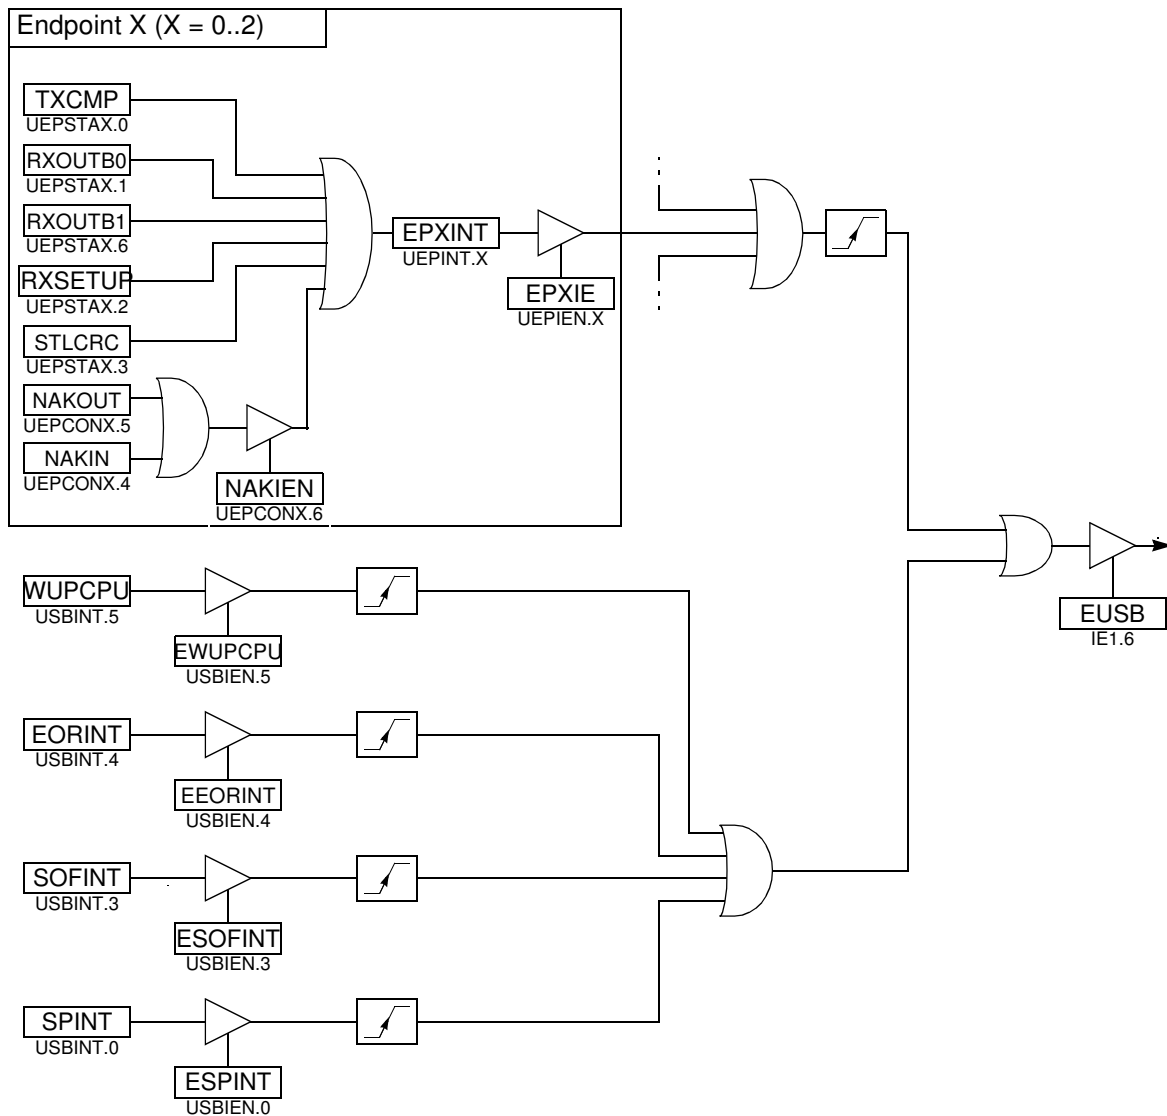 Endpoint X (X = 0..2)
TXCMP
UEPSTAX.0
RXOUTB0
UEPSTAX.1
RXOUTB1
UEPSTAX.6
RXSETUP
UEPSTAX.2
STLCRC
UEPSTAX.3
NAKOUT
UEPCONX.5
NAKIN
UEPCONX.4
NAKIEN
UEPCONX.6
EPXINT
UEPINT.X
EPXIE
UEPIEN.X
WUPCPU
USBINT.5
EWUPCPU
USBIEN.5
EORINT
USBINT.4
EEORINT
USBIEN.4
SOFINT
USBINT.3
ESOFINT
USBIEN.3
SPINT
USBINT.0
ESPINT
USBIEN.0
EUSB
IE1.6